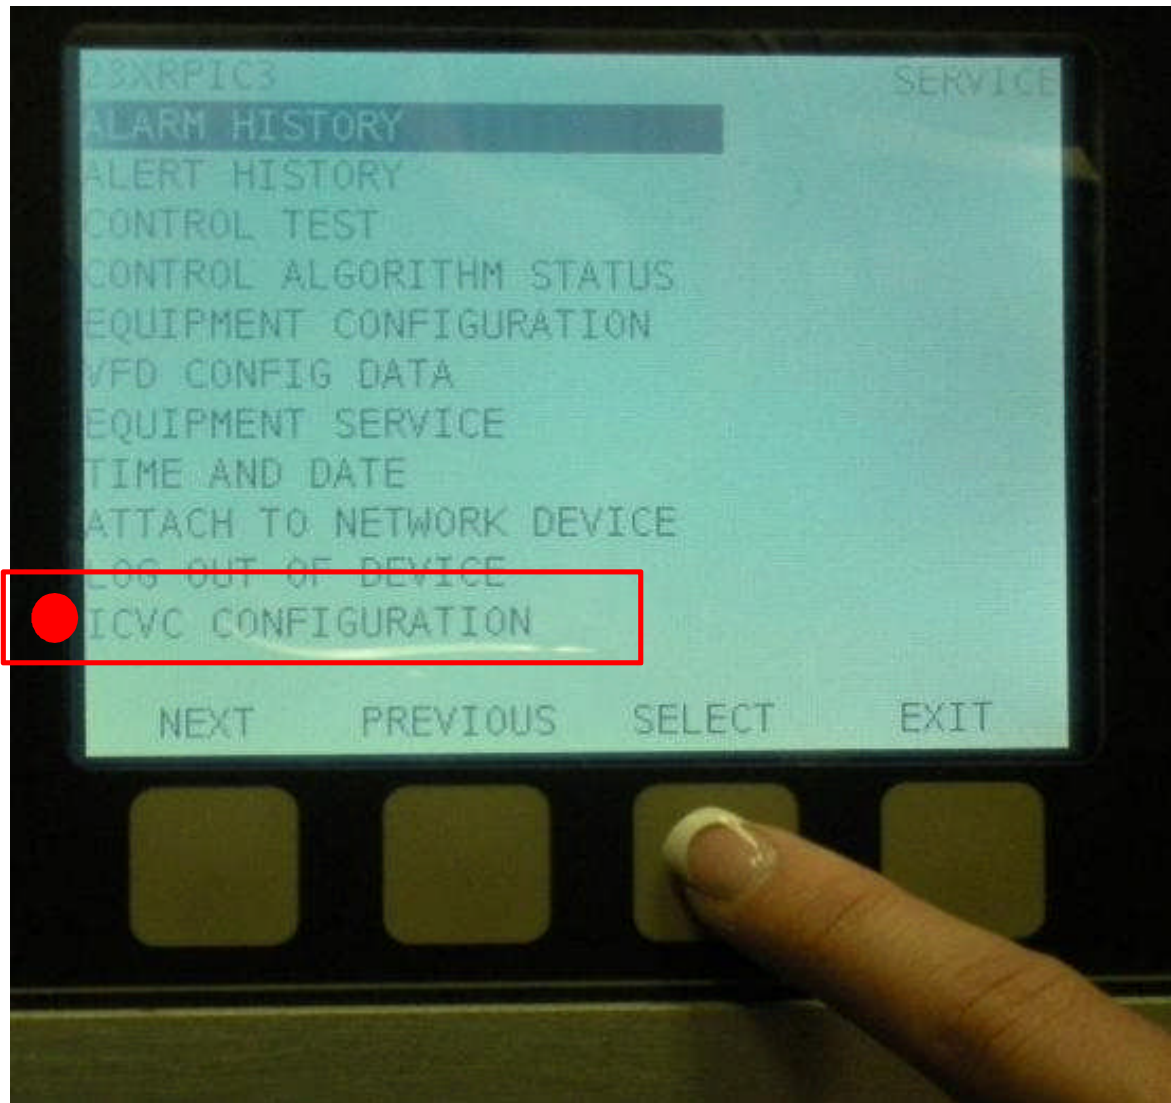 23XRPIC3 SERVICE
ALARM HISTORY
ALERT HISTORY
CONTROL TEST
CONTROL ALGORITHM STATUS
EQUIPMENT CONFIGURATION
VFD CONFIG DATA
EQUIPMENT SERVICE
TIME AND DATE
ATTACH TO NETWORK DEVICE
LOG OUT OF DEVICE
ICVC CONFIGURATION
NEXT PREVIOUS SELECT EXIT